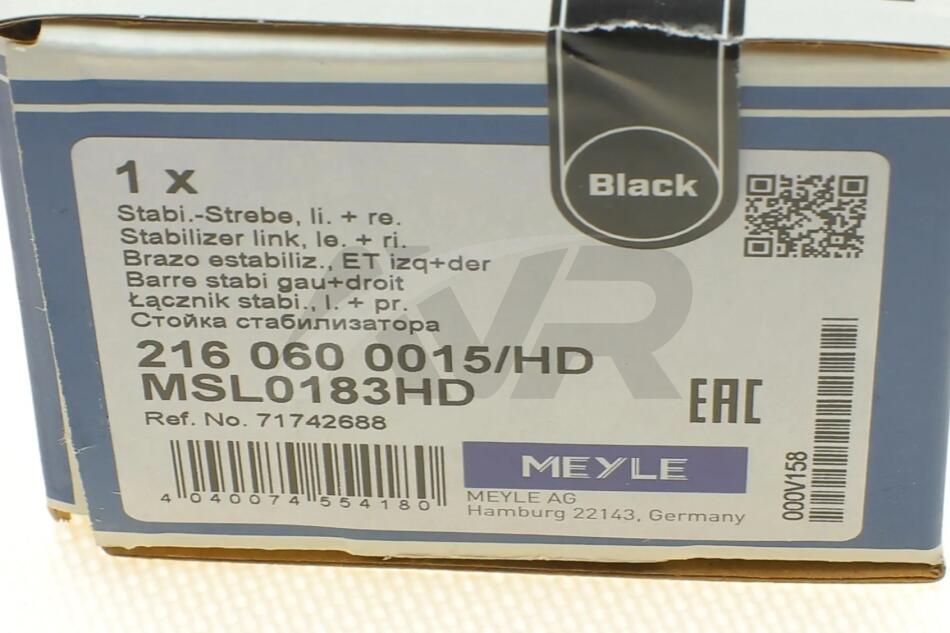 Black
1 x
Stabi.-Strebe, li. + re.
Stabilizer link, le. + ri.
Brazo estabiliz., ET izq+der
Barre stabi gau+droit
Łącznik stabi., l. + pr.
Стойка стабилизатора
216 060 0015/HD
MSL0183HD
Ref. No. 71742688
EAC
4 040074 554180
MEYLE
MEYLE AG
Hamburg 22143, Germany
000V158
VR